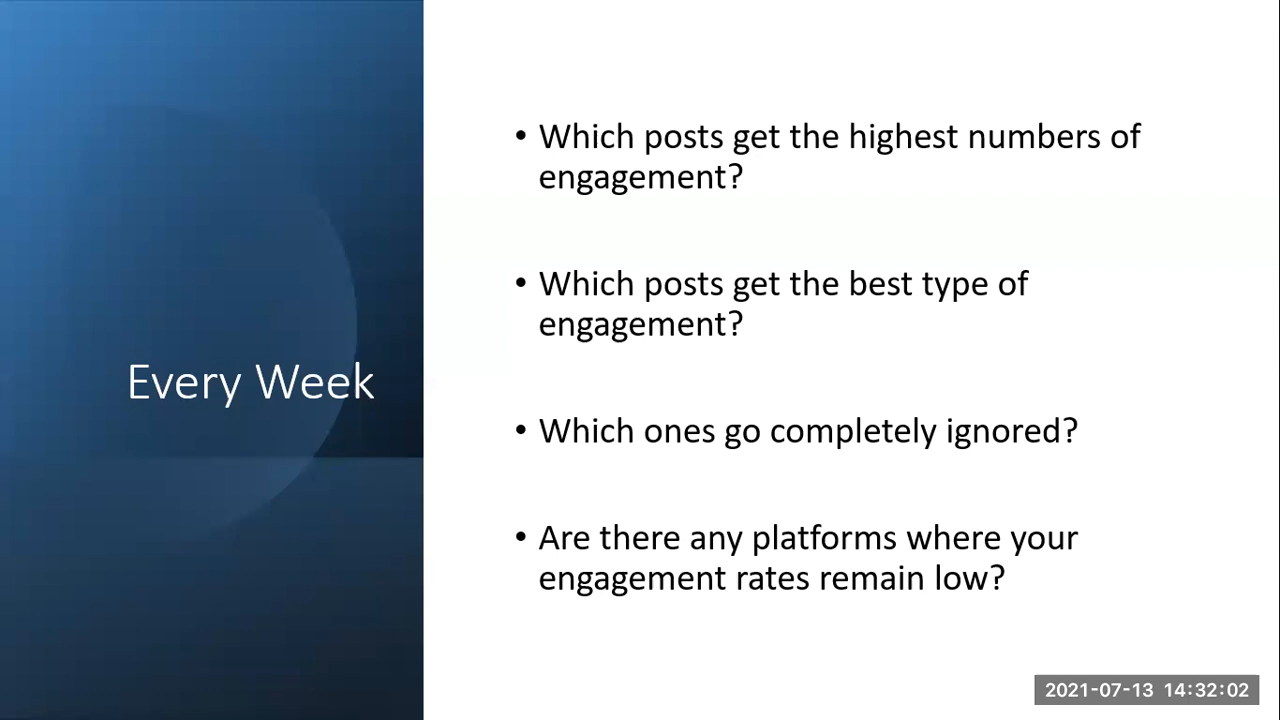 Every Week
• Which posts get the highest numbers of
engagement?
• Which posts get the best type of
engagement?
• Which ones go completely ignored?
• Are there any platforms where your
engagement rates remain low?
2021-07-13 14:32:02